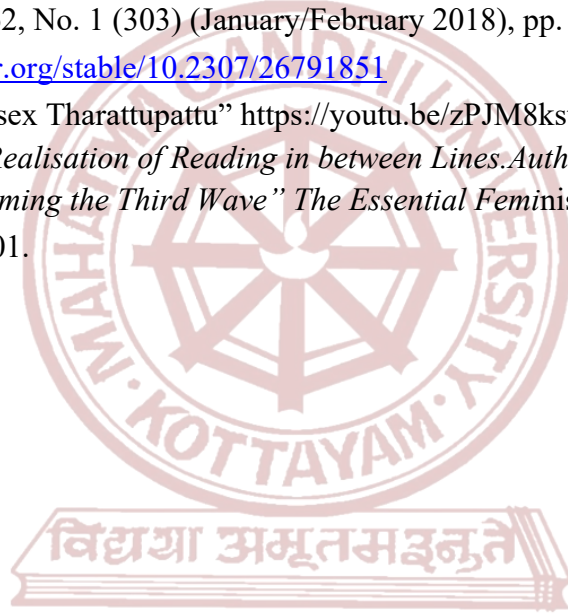 2, No. 1 (303) (January/February 2018), pp.
r.org/stable/10.2307/26791851
sex Tharattupattu” https://youtu.be/zPJM8ks
Realisation of Reading in between Lines.Auth
ming the Third Wave” The Essential Feminis
01.
MAHATMA GANDHI UNIVERSITY
KOTTAYAM
विद्यया अमृतमश्नुते